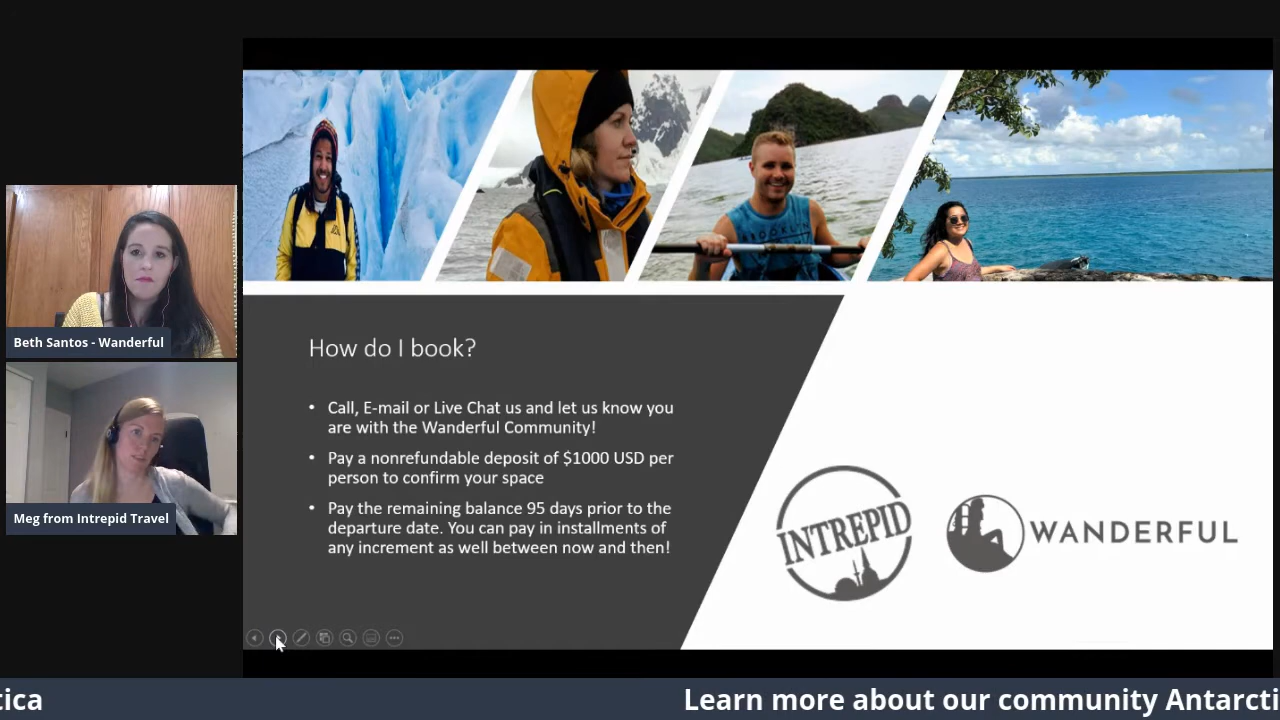 Beth Santos - Wanderful
Meg from Intrepid Travel
How do I book?
• Call, E-mail or Live Chat us and let us know you
are with the Wanderful Community!
• Pay a nonrefundable deposit of $1000 USD per
person to confirm your space
• Pay the remaining balance 95 days prior to the
departure date. You can pay in installments of
any increment as well between now and then!
INTREPID
WANDERFUL
tica
Learn more about our community Antarcti